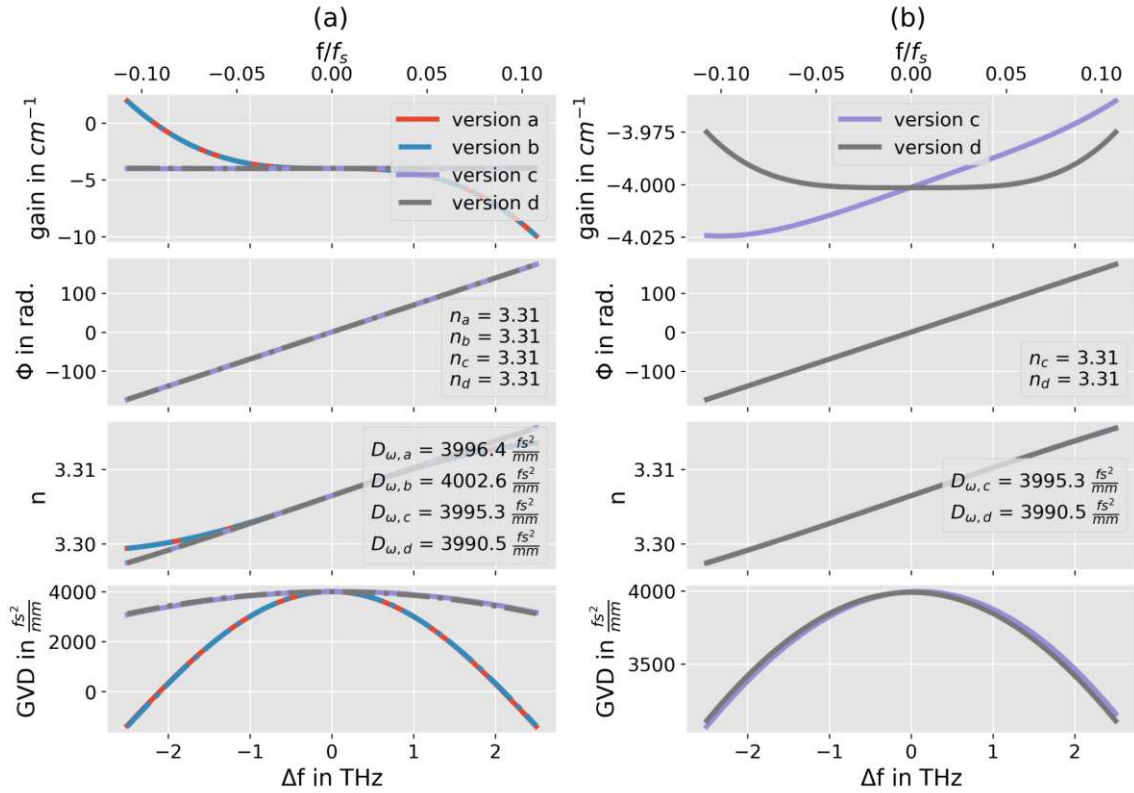 (a)
f/f_s
−0.10 −0.05 0.00 0.05 0.10
gain in cm⁻¹
0
−5
−10
version a
version b
version c
version d
Φ in rad.
100
0
−100
n_a = 3.31
n_b = 3.31
n_c = 3.31
n_d = 3.31
n
3.31
3.30
D_{ω,a} = 3996.4 fs²/mm
D_{ω,b} = 4002.6 fs²/mm
D_{ω,c} = 3995.3 fs²/mm
D_{ω,d} = 3990.5 fs²/mm
GVD in fs²/mm
4000
2000
0
−2 −1 0 1 2
Δf in THz
(b)
f/f_s
−0.10 −0.05 0.00 0.05 0.10
gain in cm⁻¹
−3.975
−4.000
−4.025
version c
version d
Φ in rad.
100
0
−100
n_c = 3.31
n_d = 3.31
n
3.31
3.30
D_{ω,c} = 3995.3 fs²/mm
D_{ω,d} = 3990.5 fs²/mm
GVD in fs²/mm
4000
3500
−2 −1 0 1 2
Δf in THz